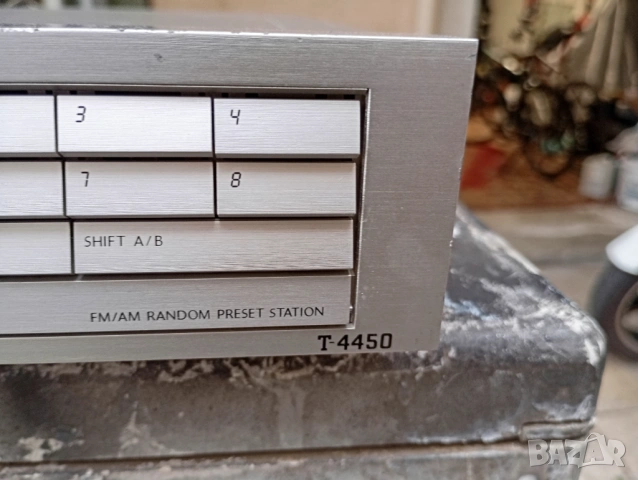 3 4
7 8
SHIFT A/B
FM/AM RANDOM PRESET STATION
T-4450
BAZAR